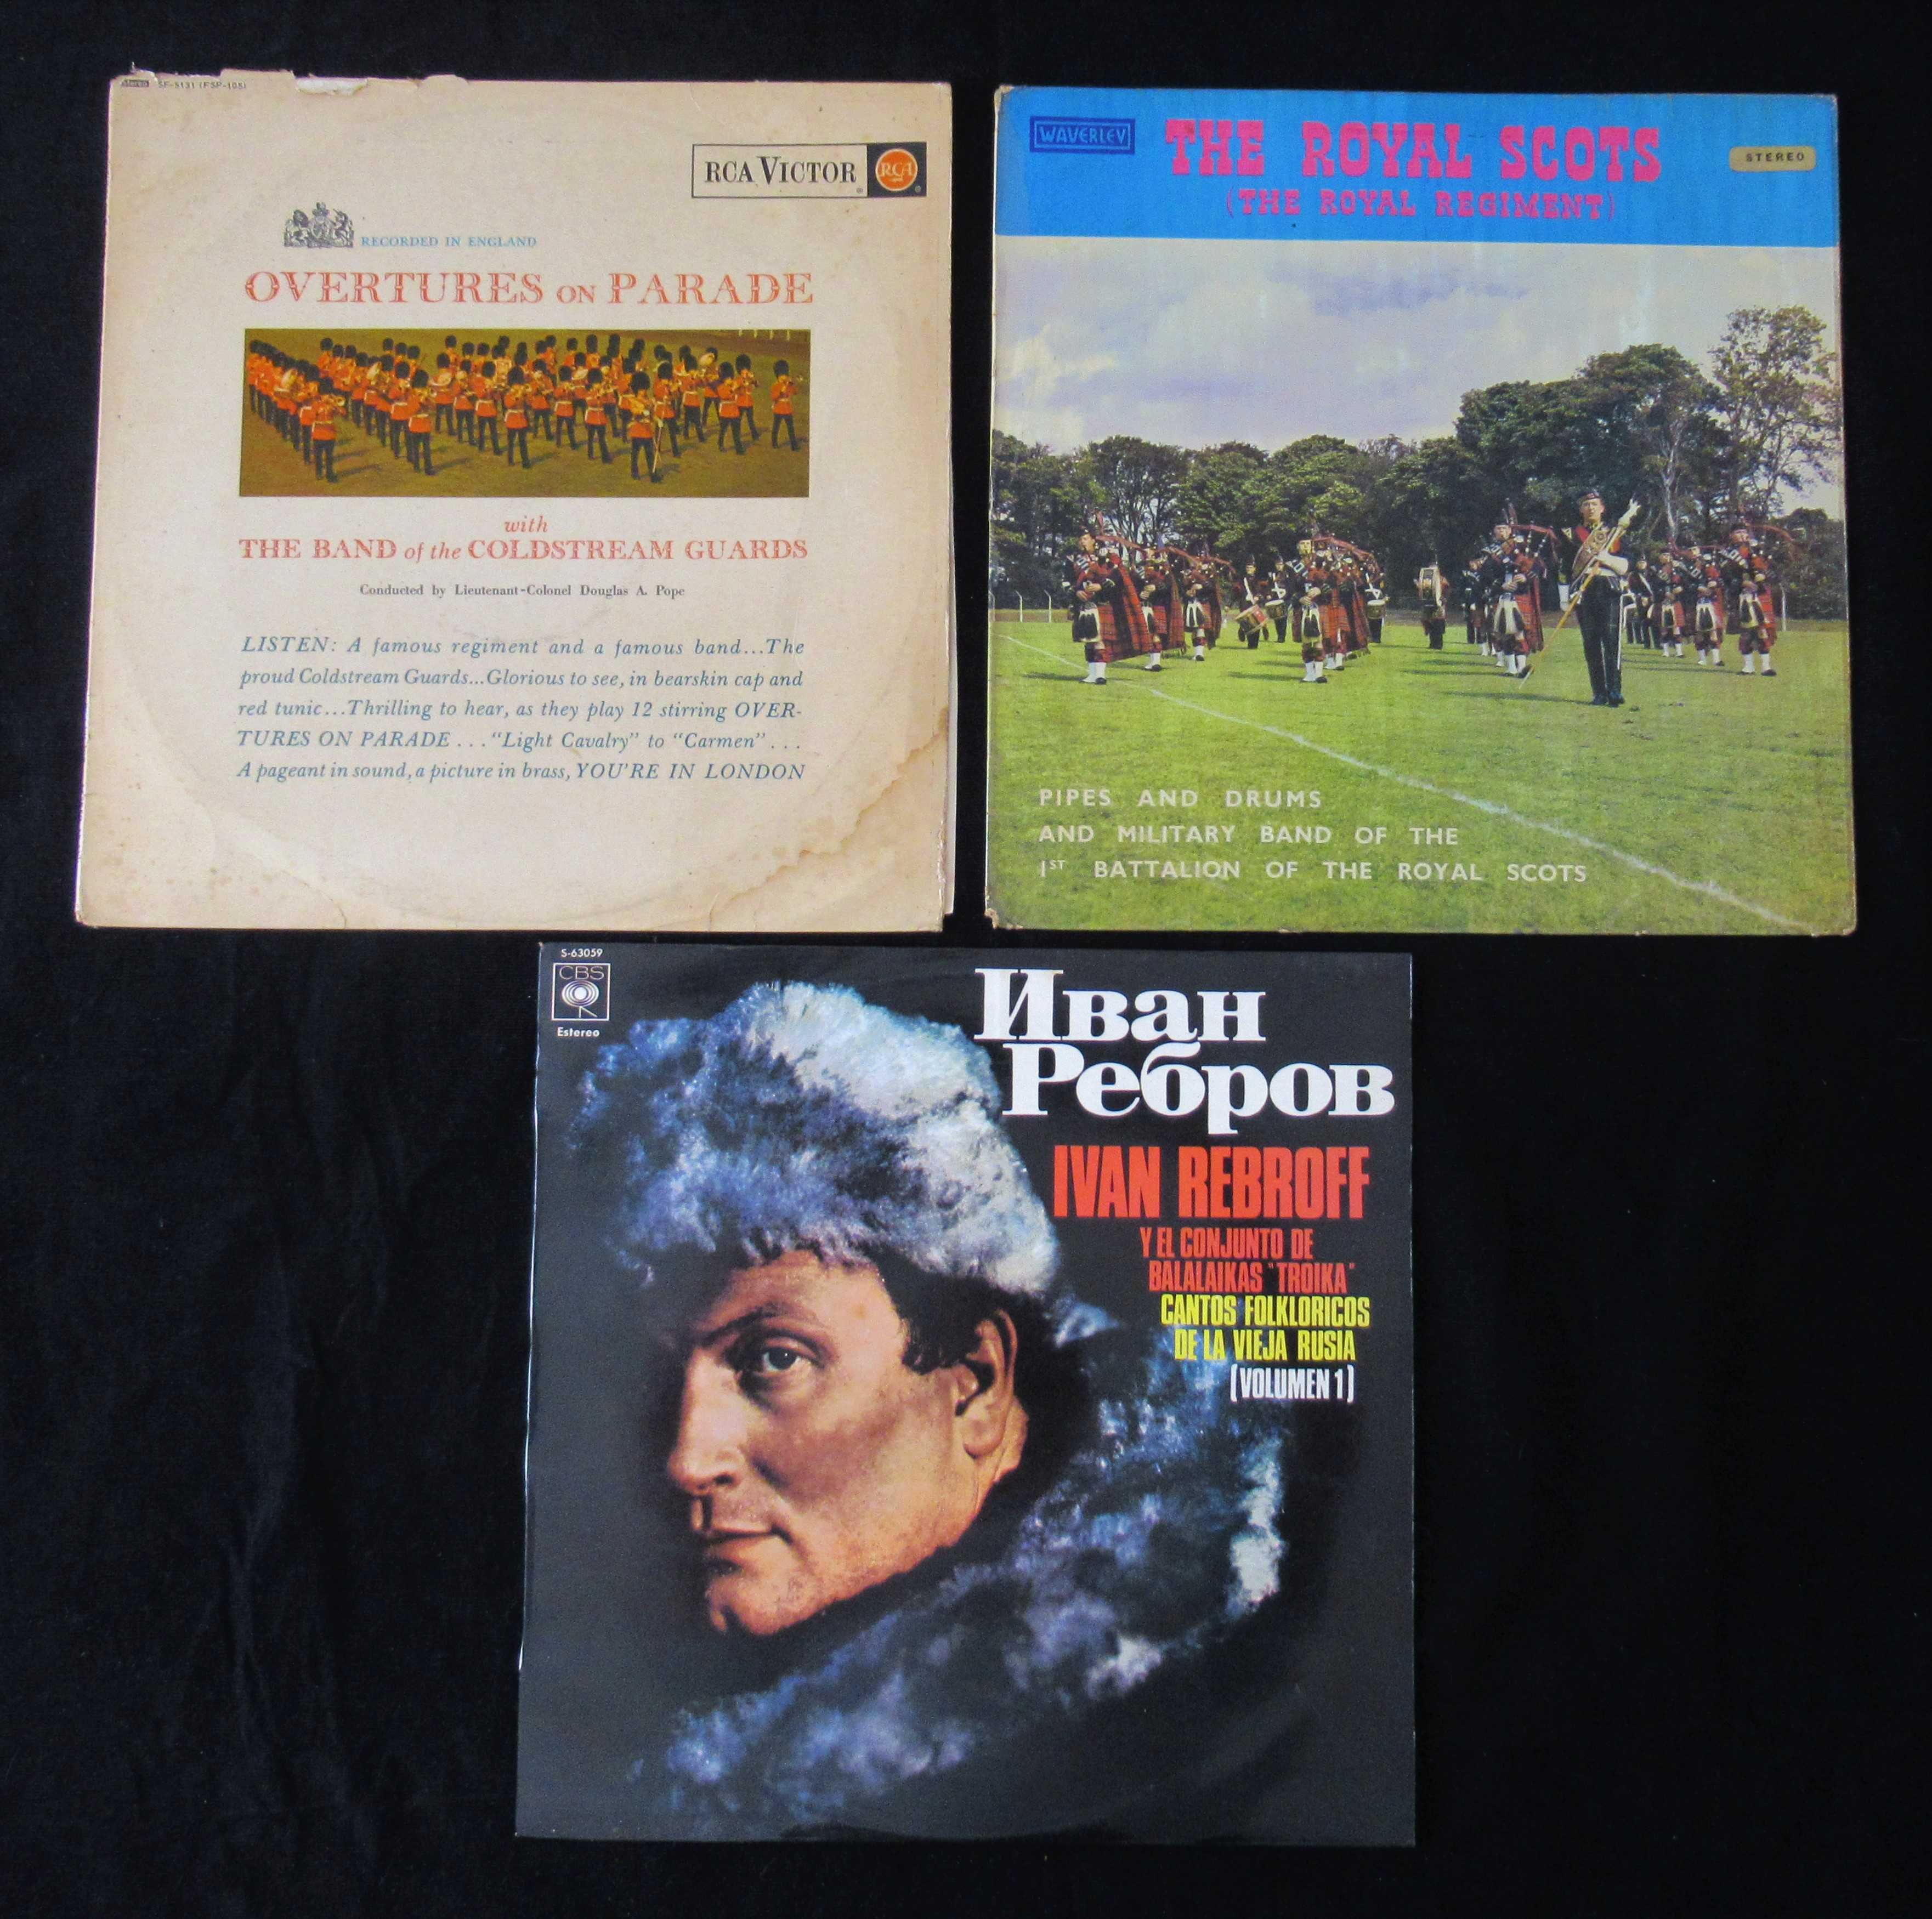 Stereo SF-5131 (FSP-105)
RCA VICTOR RCA
RECORDED IN ENGLAND
OVERTURES ON PARADE
with
THE BAND of the COLDSTREAM GUARDS
Conducted by Lieutenant-Colonel Douglas A. Pope
LISTEN: A famous regiment and a famous band...The
proud Coldstream Guards...Glorious to see, in bearskin cap and
red tunic...Thrilling to hear, as they play 12 stirring OVER-
TURES ON PARADE ... "Light Cavalry" to "Carmen" ...
A pageant in sound, a picture in brass, YOU'RE IN LONDON
WAVERLEY
THE ROYAL SCOTS
(THE ROYAL REGIMENT)
STEREO
PIPES AND DRUMS
AND MILITARY BAND OF THE
1ST BATTALION OF THE ROYAL SCOTS
S-63059
CBS
Estereo
Иван
Ребров
IVAN REBROFF
Y EL CONJUNTO DE
BALALAIKAS "TROIKA"
CANTOS FOLKLORICOS
DE LA VIEJA RUSIA
(VOLUMEN 1)